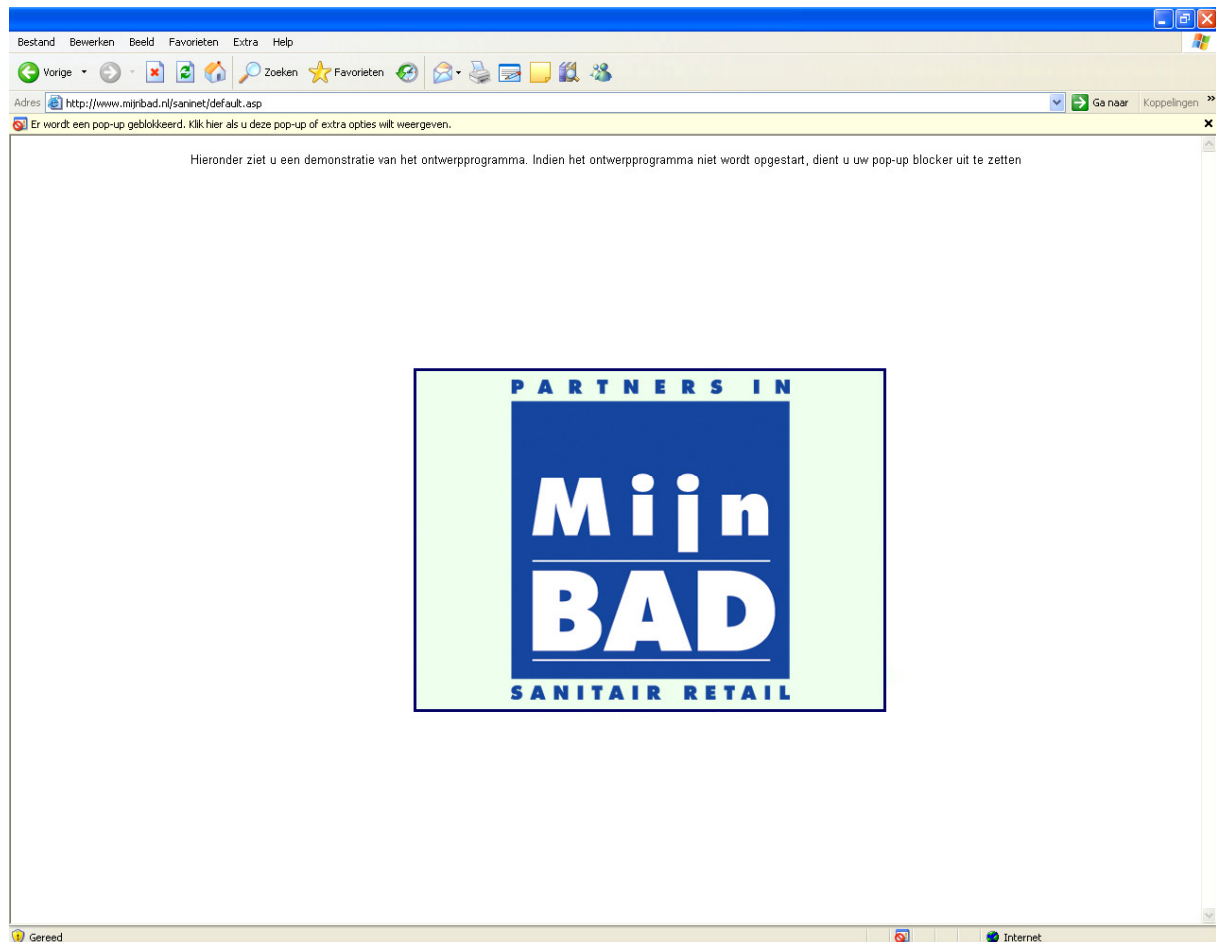 Bestand Bewerken Beeld Favorieten Extra Help
Vorige Zoeken Favorieten
Adres http://www.mijnbad.nl/saninet/default.asp Ga naar Koppelingen »
Er wordt een pop-up geblokkeerd. Klik hier als u deze pop-up of extra opties wilt weergeven.
Hieronder ziet u een demonstratie van het ontwerpprogramma. Indien het ontwerpprogramma niet wordt opgestart, dient u uw pop-up blocker uit te zetten
PARTNERS IN
Mijn
BAD
SANITAIR RETAIL
Gereed Internet